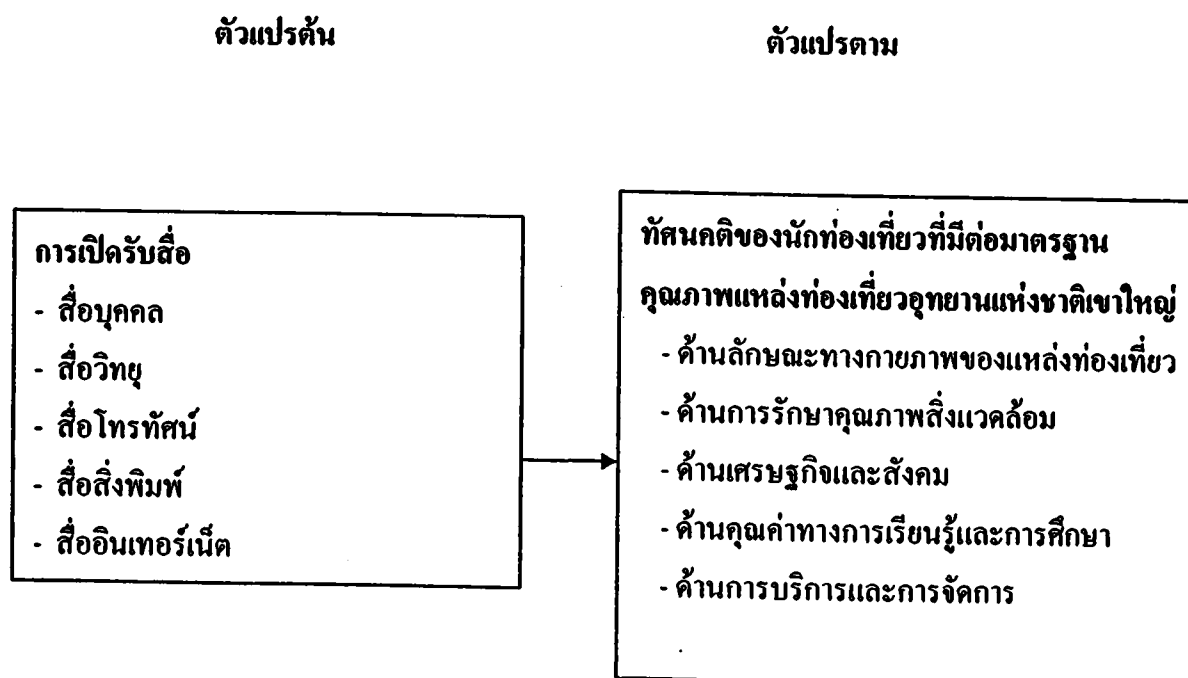 ตัวแปรต้น
ตัวแปรตาม
การเปิดรับสื่อ
- สื่อบุคคล
- สื่อวิทยุ
- สื่อโทรทัศน์
- สื่อสิ่งพิมพ์
- สื่ออินเทอร์เน็ต
ทัศนคติของนักท่องเที่ยวที่มีต่อมาตรฐาน
คุณภาพแหล่งท่องเที่ยวอุทยานแห่งชาติเขาใหญ่
- ด้านลักษณะทางกายภาพของแหล่งท่องเที่ยว
- ด้านการรักษาคุณภาพสิ่งแวดล้อม
- ด้านเศรษฐกิจและสังคม
- ด้านคุณค่าทางการเรียนรู้และการศึกษา
- ด้านการบริการและการจัดการ